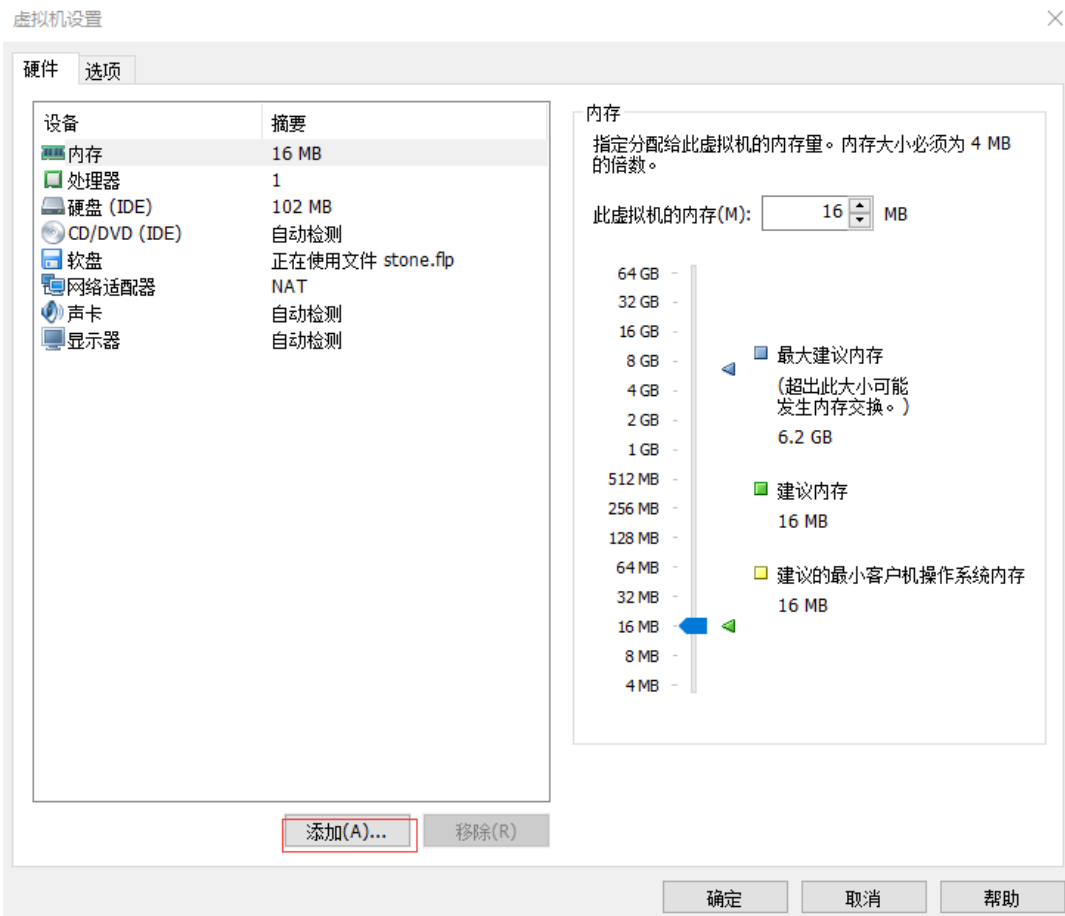 虚拟机设置
硬件 选项
设备 摘要
内存 16 MB
处理器 1
硬盘 (IDE) 102 MB
CD/DVD (IDE) 自动检测
软盘 正在使用文件 stone.flp
网络适配器 NAT
声卡 自动检测
显示器 自动检测
添加(A)... 移除(R)
内存
指定分配给此虚拟机的内存量。内存大小必须为 4 MB
的倍数。
此虚拟机的内存(M): 16 MB
64 GB
32 GB
16 GB
8 GB
4 GB
2 GB
1 GB
512 MB
256 MB
128 MB
64 MB
32 MB
16 MB
8 MB
4 MB
最大建议内存
(超出此大小可能
发生内存交换。)
6.2 GB
建议内存
16 MB
建议的最小客户机操作系统内存
16 MB
确定 取消 帮助